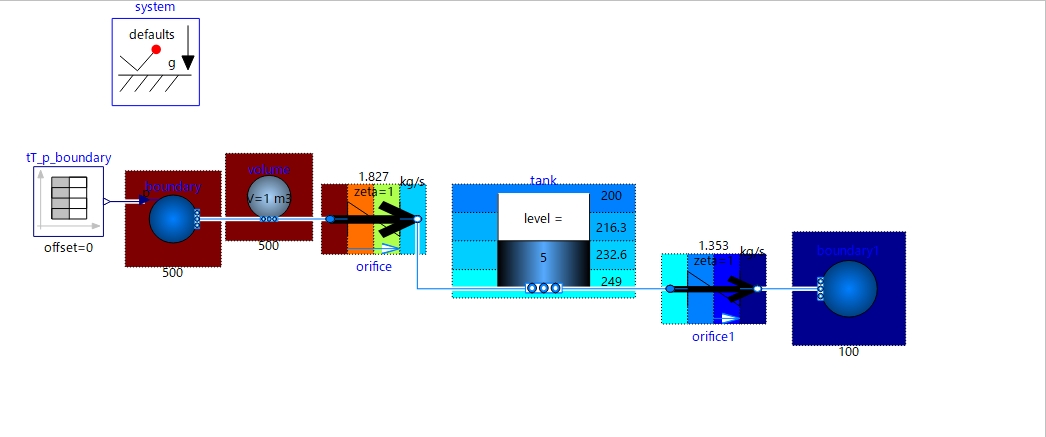 system
defaults
g
tT_p_boundary
offset=0
boundary
p
500
volume
V=1 m3
500
1.827
kg/s
zeta=1
orifice
tank
level =
5
200
216.3
232.6
249
1.353
kg/s
zeta=1
orifice1
boundary1
100